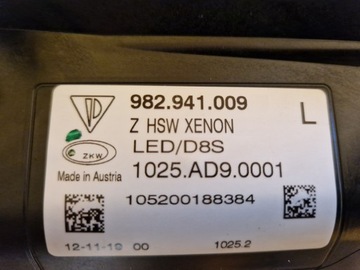 982.941.009
L
Z HSW XENON
LED/D8S
ZKW
Made in Austria
1025.AD9.0001
105200188384
12-11-19 00
1025.2